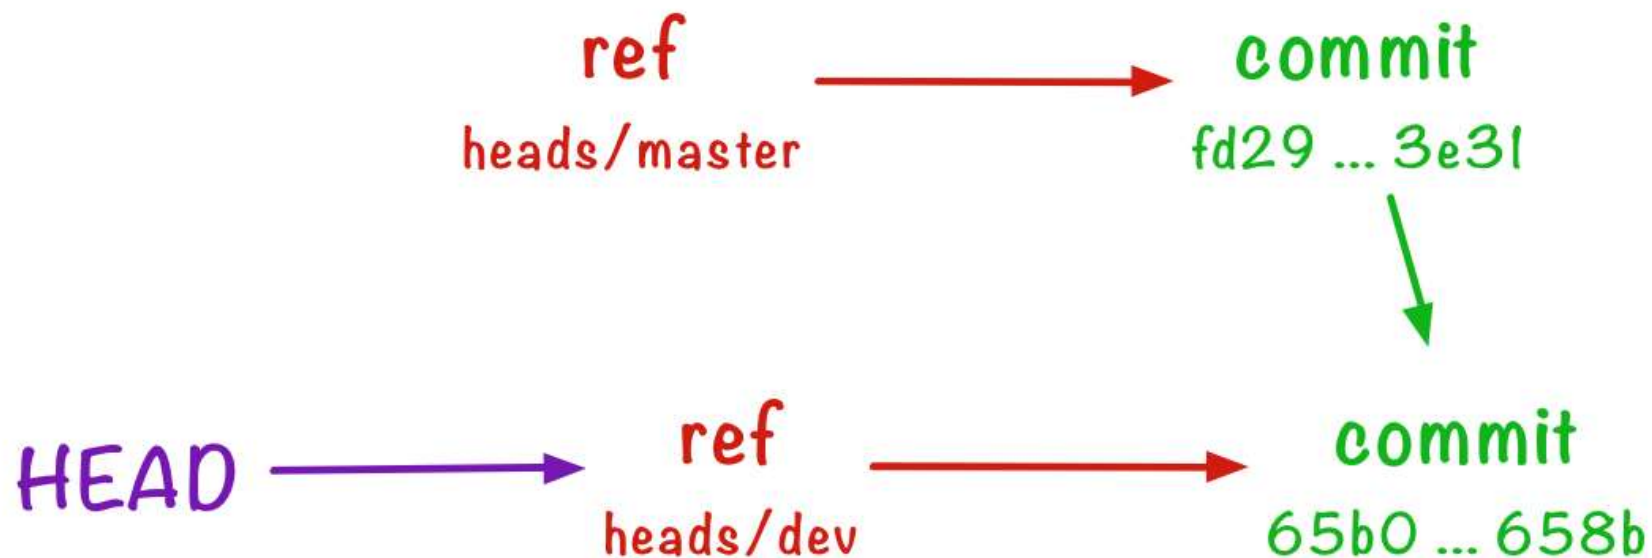 ref
commit
heads/master
fd29 ... 3e31
ref
commit
HEAD
heads/dev
65b0 ... 658b